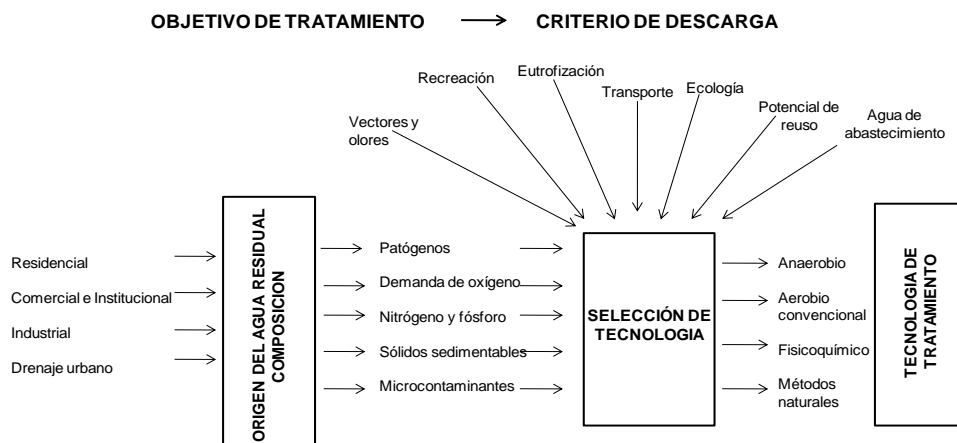 OBJETIVO DE TRATAMIENTO
CRITERIO DE DESCARGA
Eutrofización
Recreación
Transporte
Ecología
Vectores y
olores
Potencial de
reuso
Agua de
abastecimiento
Residencial
Comercial e Institucional
Industrial
Drenaje urbano
ORIGEN DEL AGUA RESIDUAL
COMPOSICION
Patógenos
Demanda de oxígeno
Nitrógeno y fósforo
Sólidos sedimentables
Microcontaminantes
SELECCIÓN DE
TECNOLOGIA
Anaerobio
Aerobio
convencional
Fisicoquímico
Métodos
naturales
TECNOLOGIA DE
TRATAMIENTO